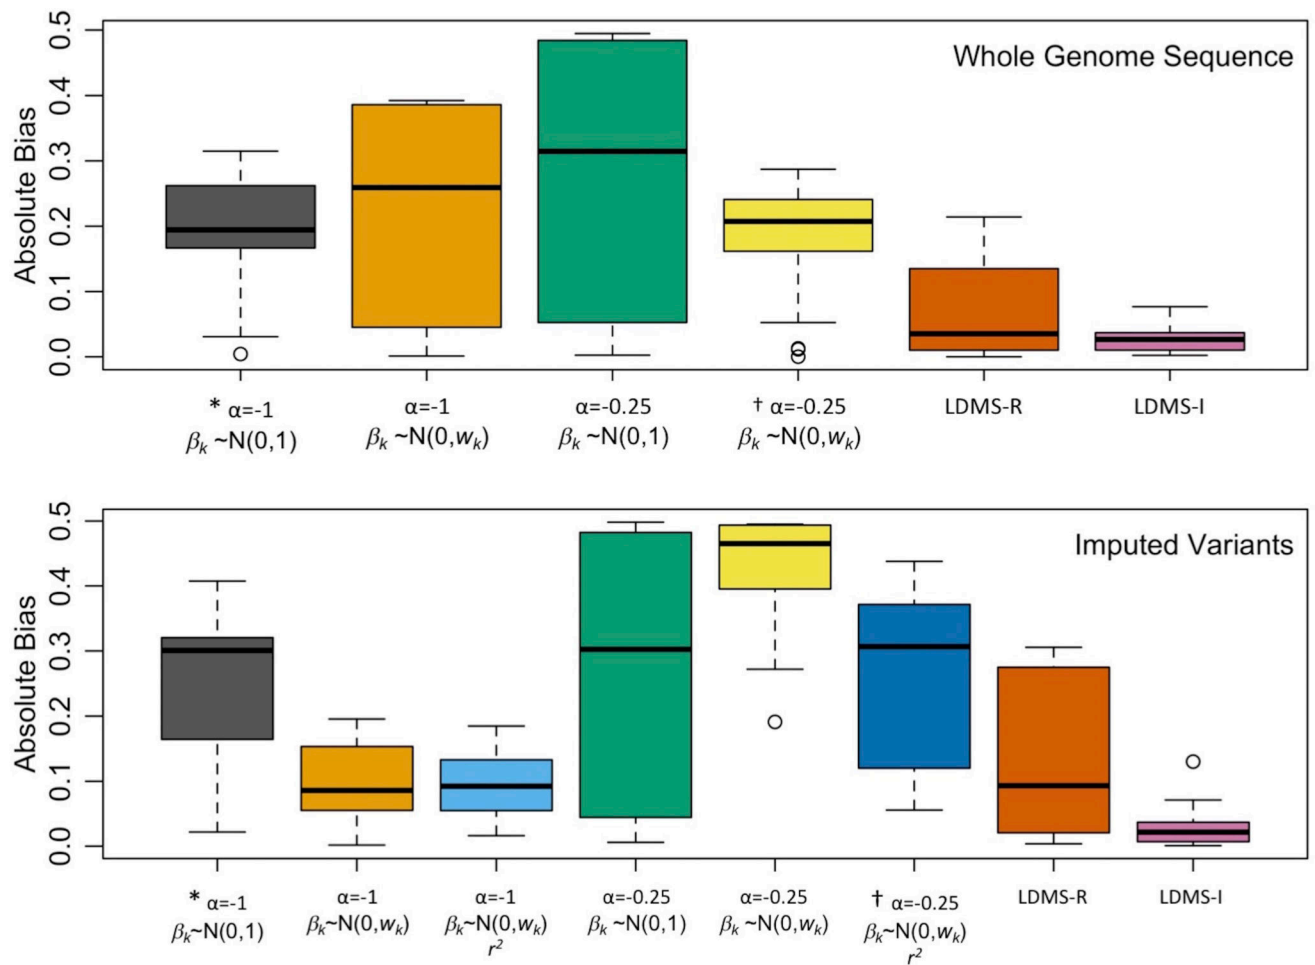 Whole Genome Sequence
Absolute Bias
0.5
0.4
0.3
0.2
0.1
0.0
* α=-1
βk ~N(0,1)
α=-1
βk ~N(0,wk)
α=-0.25
βk ~N(0,1)
† α=-0.25
βk ~N(0,wk)
LDMS-R
LDMS-I
Imputed Variants
Absolute Bias
0.5
0.4
0.3
0.2
0.1
0.0
* α=-1
βk~N(0,1)
α=-1
βk~N(0,wk)
α=-1
βk~N(0,wk)
r²
α=-0.25
βk ~N(0,1)
α=-0.25
βk ~N(0,wk)
† α=-0.25
βk~N(0,wk)
r²
LDMS-R
LDMS-I